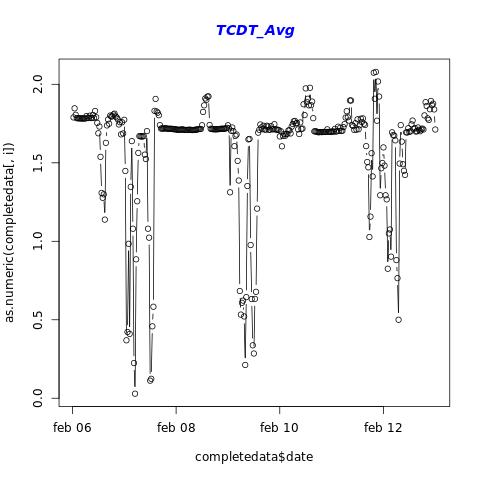 TCDT_Avg
as.numeric(completedata[, i])
2.0
1.5
1.0
0.5
0.0
feb 06
feb 08
feb 10
feb 12
completedata$date